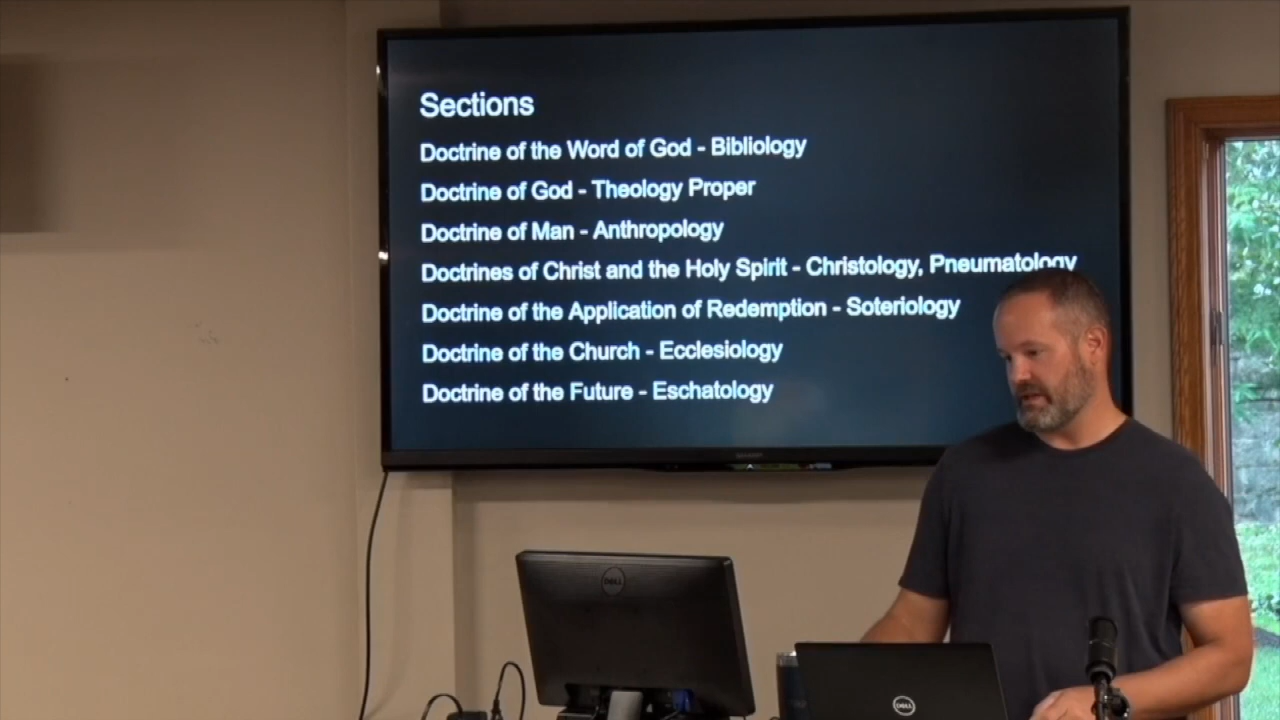 Sections
Doctrine of the Word of God - Bibliology
Doctrine of God - Theology Proper
Doctrine of Man - Anthropology
Doctrines of Christ and the Holy Spirit - Christology, Pneumatology
Doctrine of the Application of Redemption - Soteriology
Doctrine of the Church - Ecclesiology
Doctrine of the Future - Eschatology
SHARP
DELL
DELL